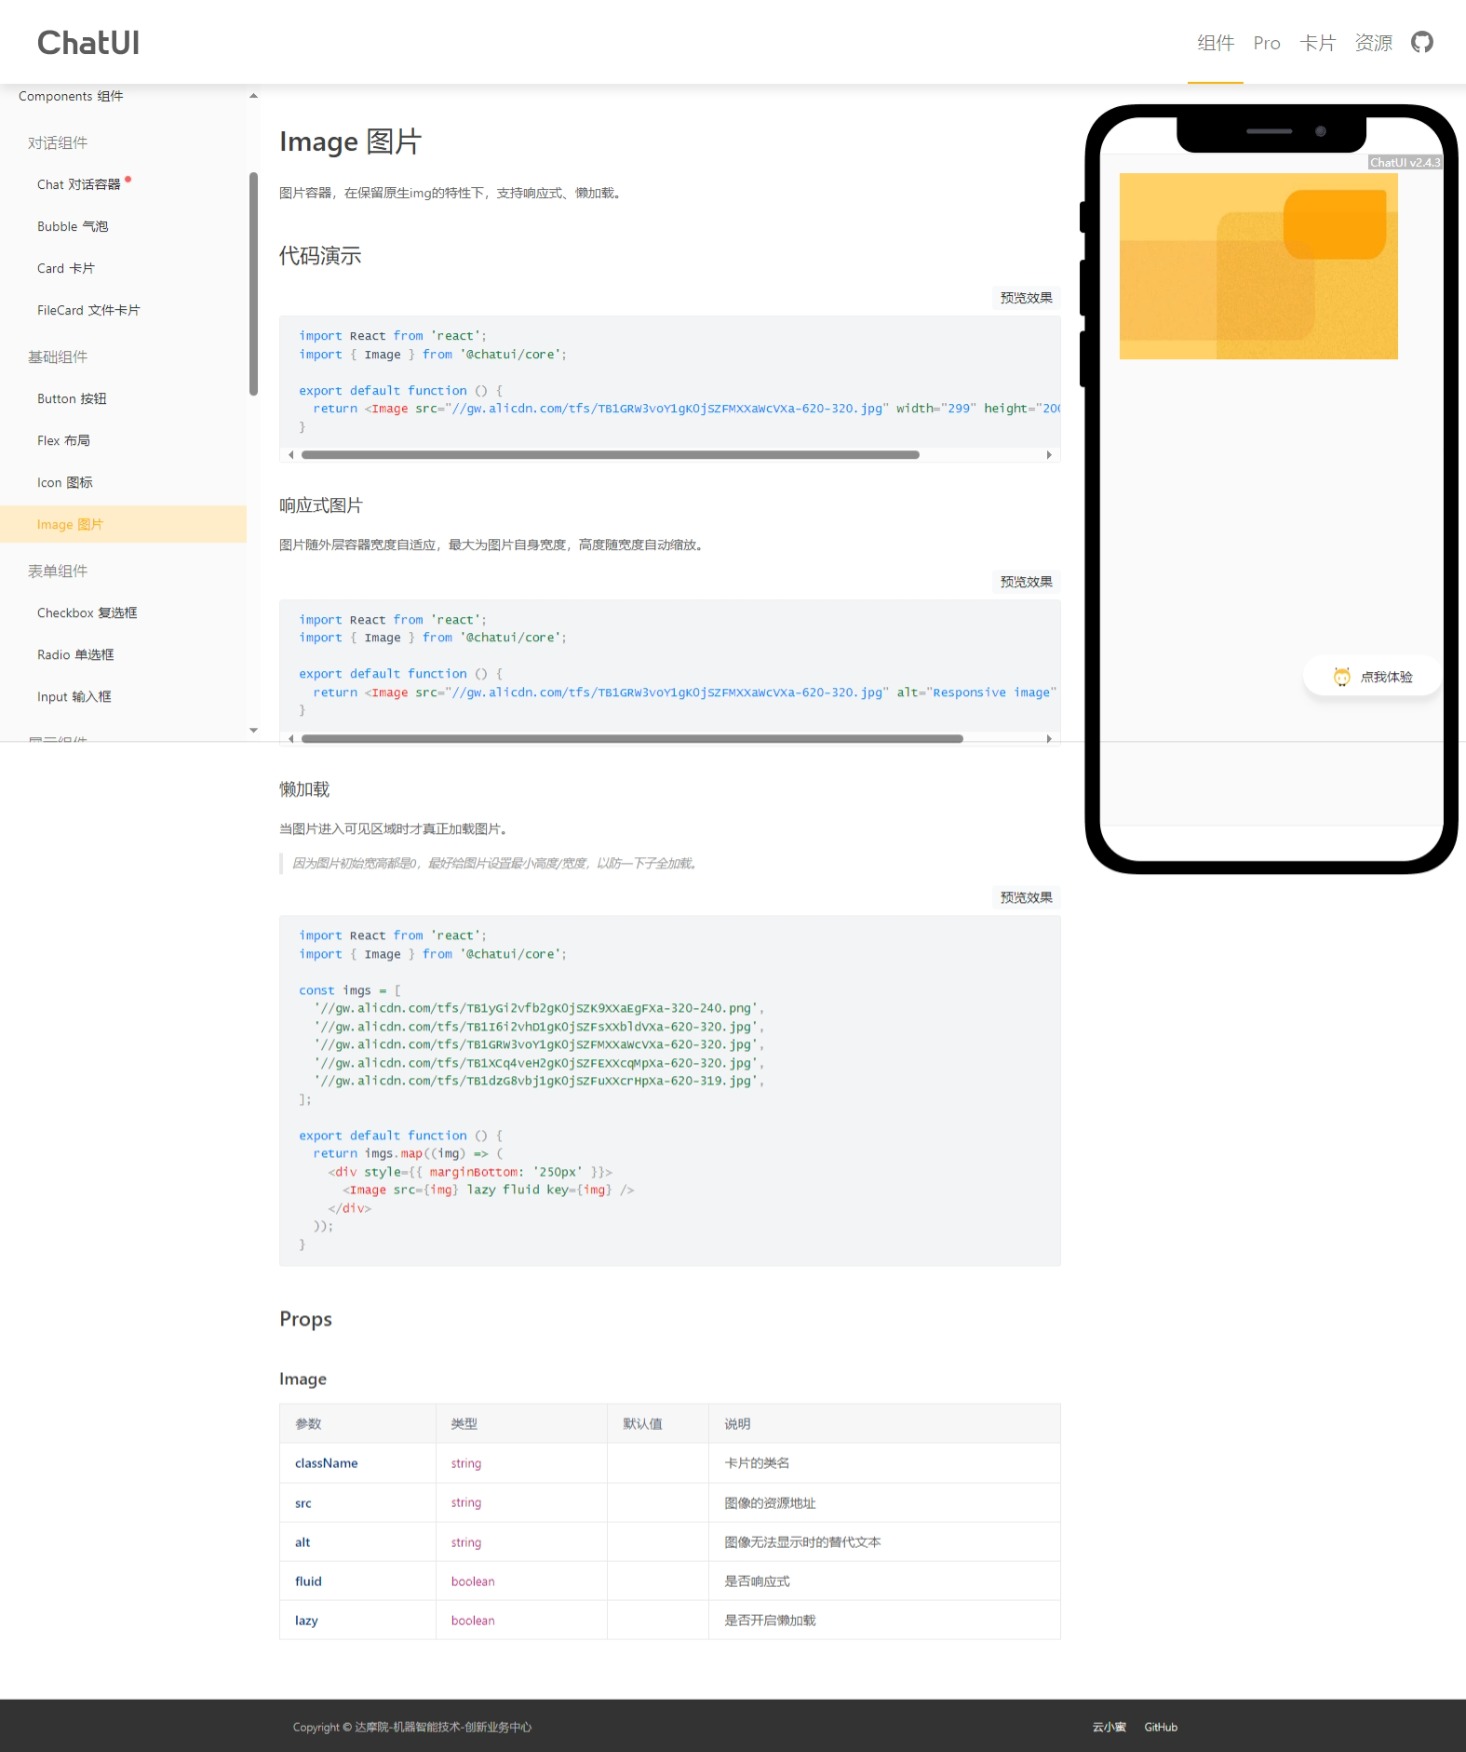 ChatUI
组件 Pro 卡片 资源
Components 组件
对话组件
Chat 对话容器
Bubble 气泡
Card 卡片
FileCard 文件卡片
基础组件
Button 按钮
Flex 布局
Icon 图标
Image 图片
表单组件
Checkbox 复选框
Radio 单选框
Input 输入框
Image 图片
图片容器，在保留原生img的特性下，支持响应式、懒加载。
代码演示
预览效果
import React from 'react';
import { Image } from '@chatui/core';
export default function () {
return <Image src="//gw.alicdn.com/tfs/TB1GRW3voY1gK0jSZFMXXaWcVXa-620-320.jpg" width="299" height="200
}
响应式图片
图片随外层容器宽度自适应，最大为图片自身宽度，高度随宽度自动缩放。
预览效果
import React from 'react';
import { Image } from '@chatui/core';
export default function () {
return <Image src="//gw.alicdn.com/tfs/TB1GRW3voY1gK0jSZFMXXaWcVXa-620-320.jpg" alt="Responsive image"
}
懒加载
当图片进入可见区域时才真正加载图片。
因为图片初始宽高都是0，最好给图片设置最小高度/宽度，以防一下子全加载。
预览效果
import React from 'react';
import { Image } from '@chatui/core';
const imgs = [
'//gw.alicdn.com/tfs/TB1yGi2vfb2gK0jSZK9XXaEgFXa-320-240.png',
'//gw.alicdn.com/tfs/TB1I6i2vhD1gK0jSZFsXXbldVXa-620-320.jpg',
'//gw.alicdn.com/tfs/TB1GRW3voY1gK0jSZFMXXaWcVXa-620-320.jpg',
'//gw.alicdn.com/tfs/TB1XCq4veH2gK0jSZFEXXcqMpXa-620-320.jpg',
'//gw.alicdn.com/tfs/TB1dzG8vbj1gK0jSZFuXXcrHpXa-620-319.jpg',
];
export default function () {
return imgs.map((img) => (
<div style={{ marginBottom: '250px' }}>
<Image src={img} lazy fluid key={img} />
</div>
));
}
Props
Image
参数 类型 默认值 说明
className string 卡片的类名
src string 图像的资源地址
alt string 图像无法显示时的替代文本
fluid boolean 是否响应式
lazy boolean 是否开启懒加载
ChatUI v2.4.3
点我体验
Copyright © 达摩院-机器智能技术-创新业务中心
云小蜜 GitHub